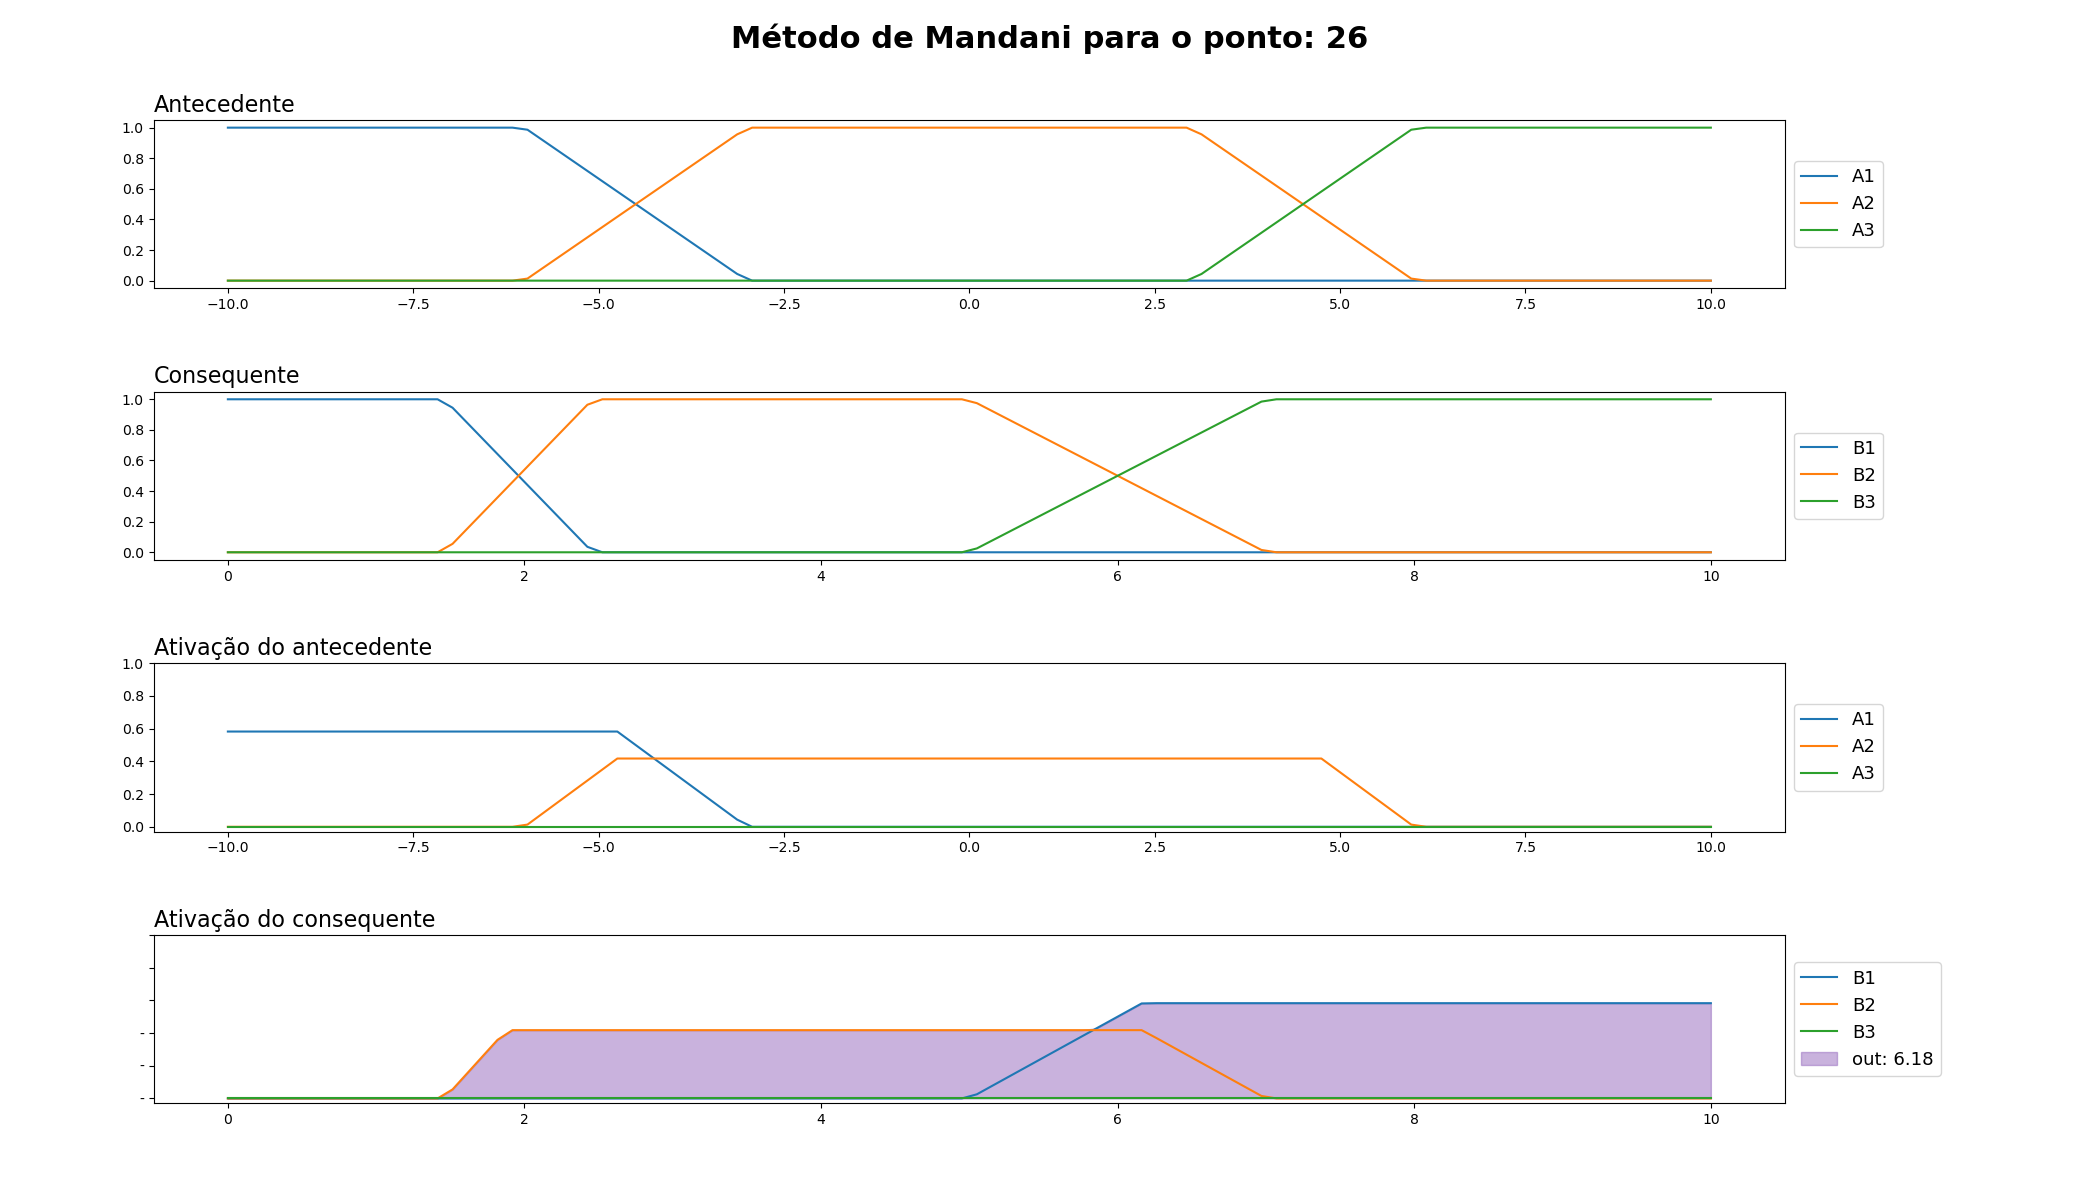 Método de Mandani para o ponto: 26
Antecedente
1.0
0.8
0.6
0.4
0.2
0.0
−10.0 −7.5 −5.0 −2.5 0.0 2.5 5.0 7.5 10.0
A1
A2
A3
Consequente
1.0
0.8
0.6
0.4
0.2
0.0
0 2 4 6 8 10
B1
B2
B3
Ativação do antecedente
1.0
0.8
0.6
0.4
0.2
0.0
−10.0 −7.5 −5.0 −2.5 0.0 2.5 5.0 7.5 10.0
A1
A2
A3
Ativação do consequente
-
-
-
0 2 4 6 8 10
B1
B2
B3
out: 6.18